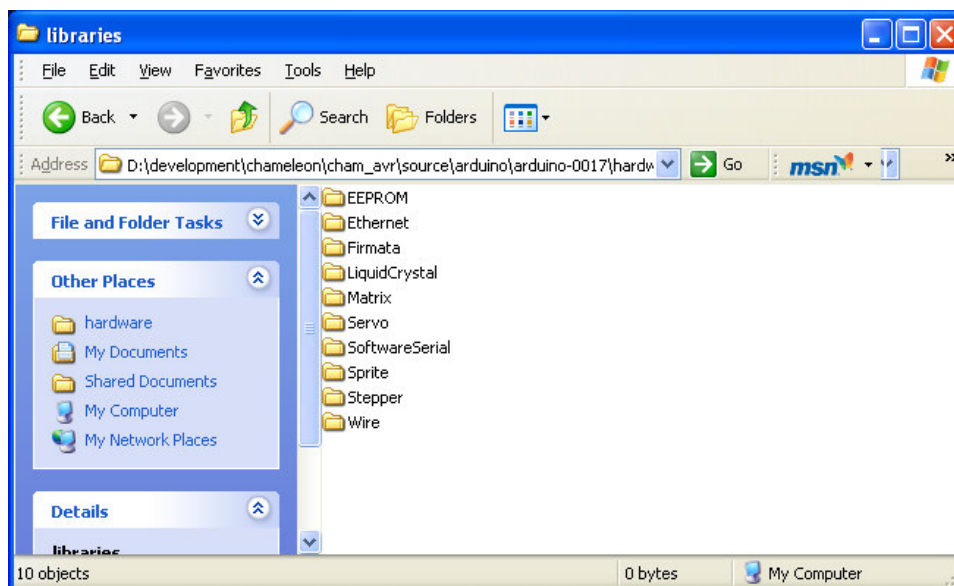 libraries
File Edit View Favorites Tools Help
Back Search Folders
Address D:\development\chameleon\cham_avr\source\arduino\arduino-0017\hardw Go msn »
File and Folder Tasks
Other Places
hardware
My Documents
Shared Documents
My Computer
My Network Places
Details
libraries
EEPROM
Ethernet
Firmata
LiquidCrystal
Matrix
Servo
SoftwareSerial
Sprite
Stepper
Wire
10 objects 0 bytes My Computer